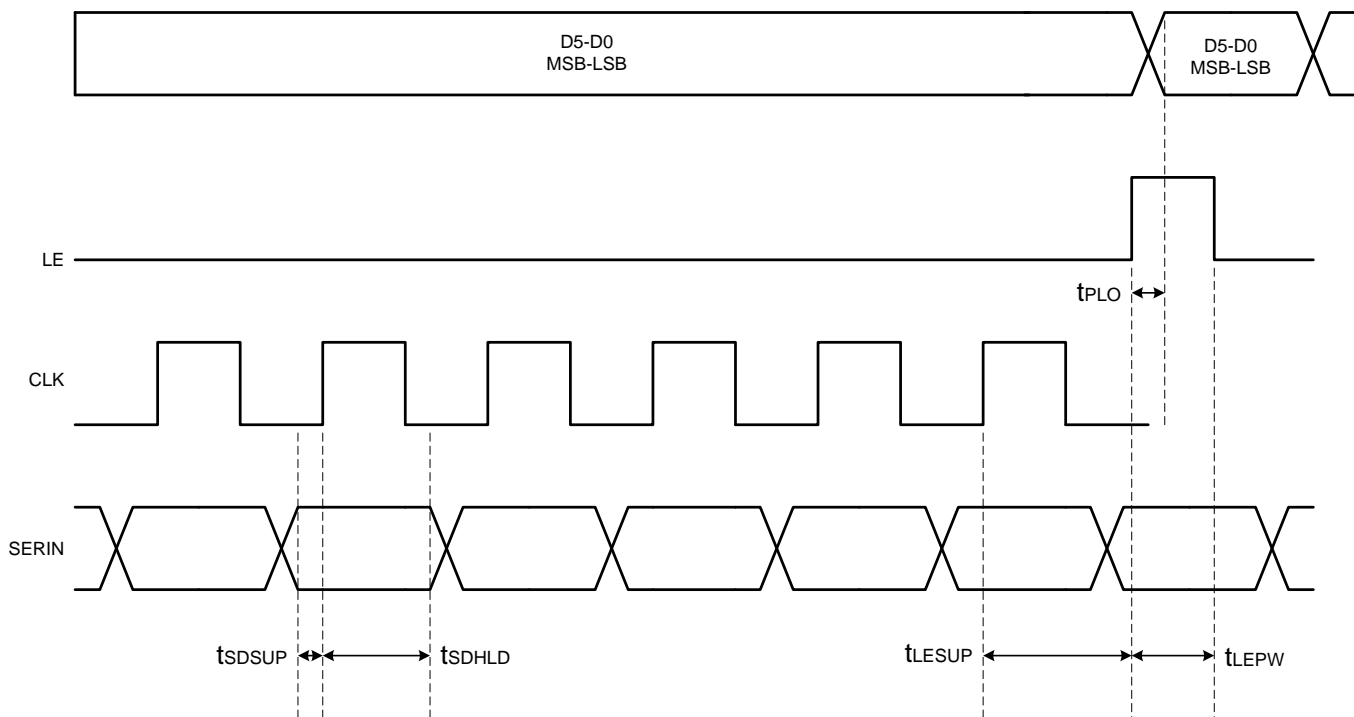 D5-D0
MSB-LSB
D5-D0
MSB-LSB
LE
tPLO
CLK
SERIN
tSDSUP
tSDHLD
tLESUP
tLEPW